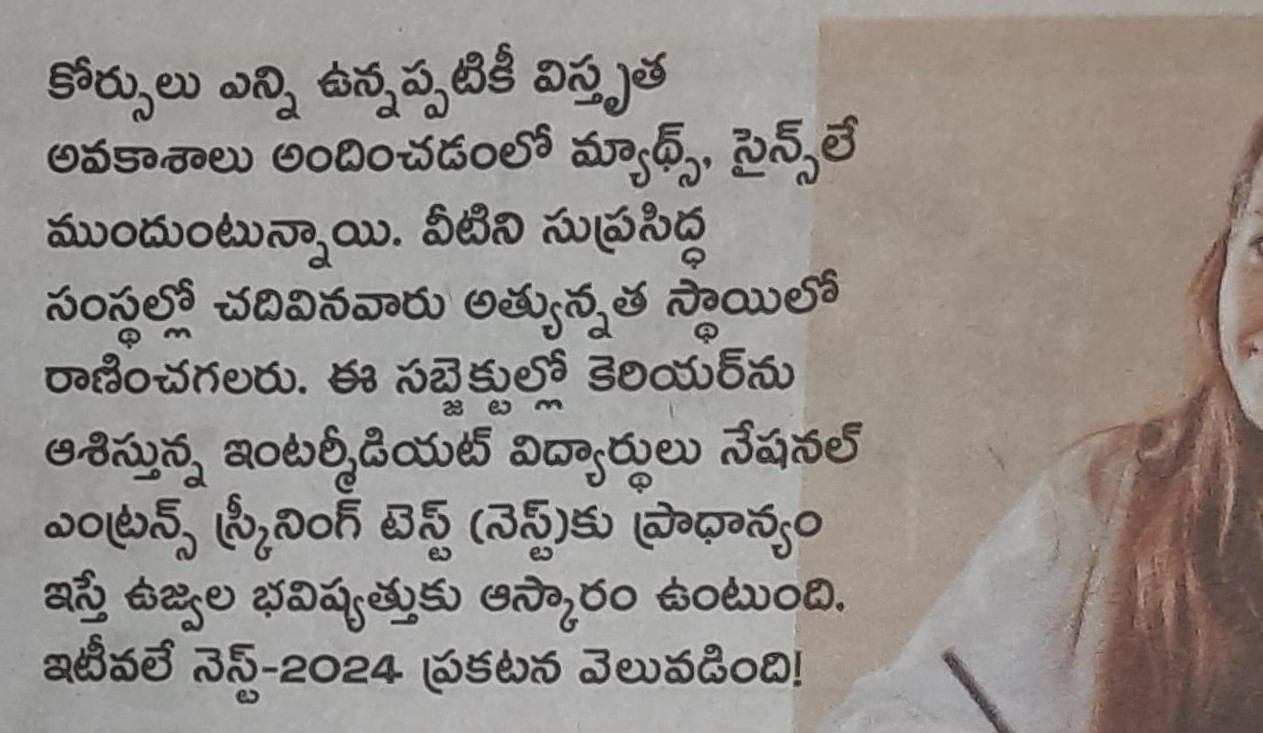 కోర్సులు ఎన్ని ఉన్నప్పటికీ విస్తృత
అవకాశాలు అందించడంలో మ్యాథ్స్, సైన్స్‌లే
ముందుంటున్నాయి. వీటిని సుప్రసిద్ధ
సంస్థల్లో చదివినవారు అత్యున్నత స్థాయిలో
రాణించగలరు. ఈ సబ్జెక్టుల్లో కెరియర్‌ను
ఆశిస్తున్న ఇంటర్మీడియట్ విద్యార్థులు నేషనల్
ఎంట్రన్స్ స్క్రీనింగ్ టెస్ట్ (నెస్ట్)కు ప్రాధాన్యం
ఇస్తే ఉజ్వల భవిష్యత్తుకు ఆస్కారం ఉంటుంది.
ఇటీవలే నెస్ట్-2024 ప్రకటన వెలువడింది!